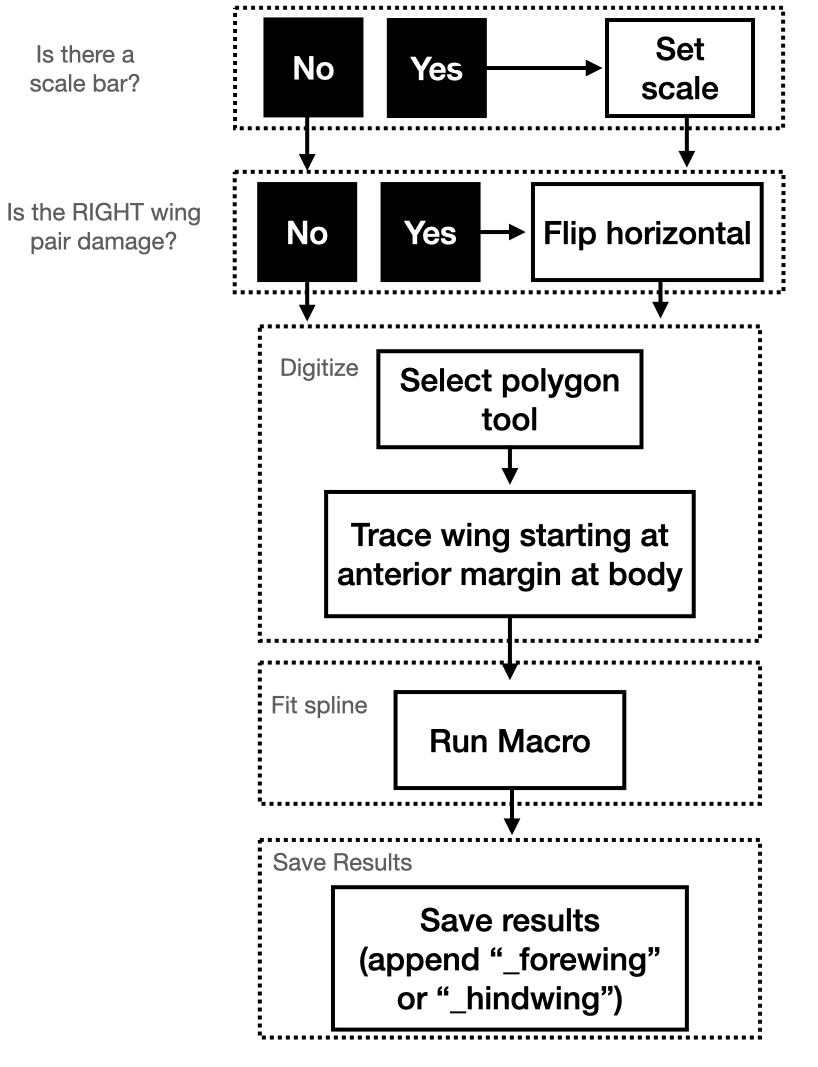 Is there a
scale bar?
No
Yes
Set
scale
Is the RIGHT wing
pair damage?
No
Yes
Flip horizontal
Digitize
Select polygon
tool
Trace wing starting at
anterior margin at body
Fit spline
Run Macro
Save Results
Save results
(append “_forewing”
or “_hindwing”)